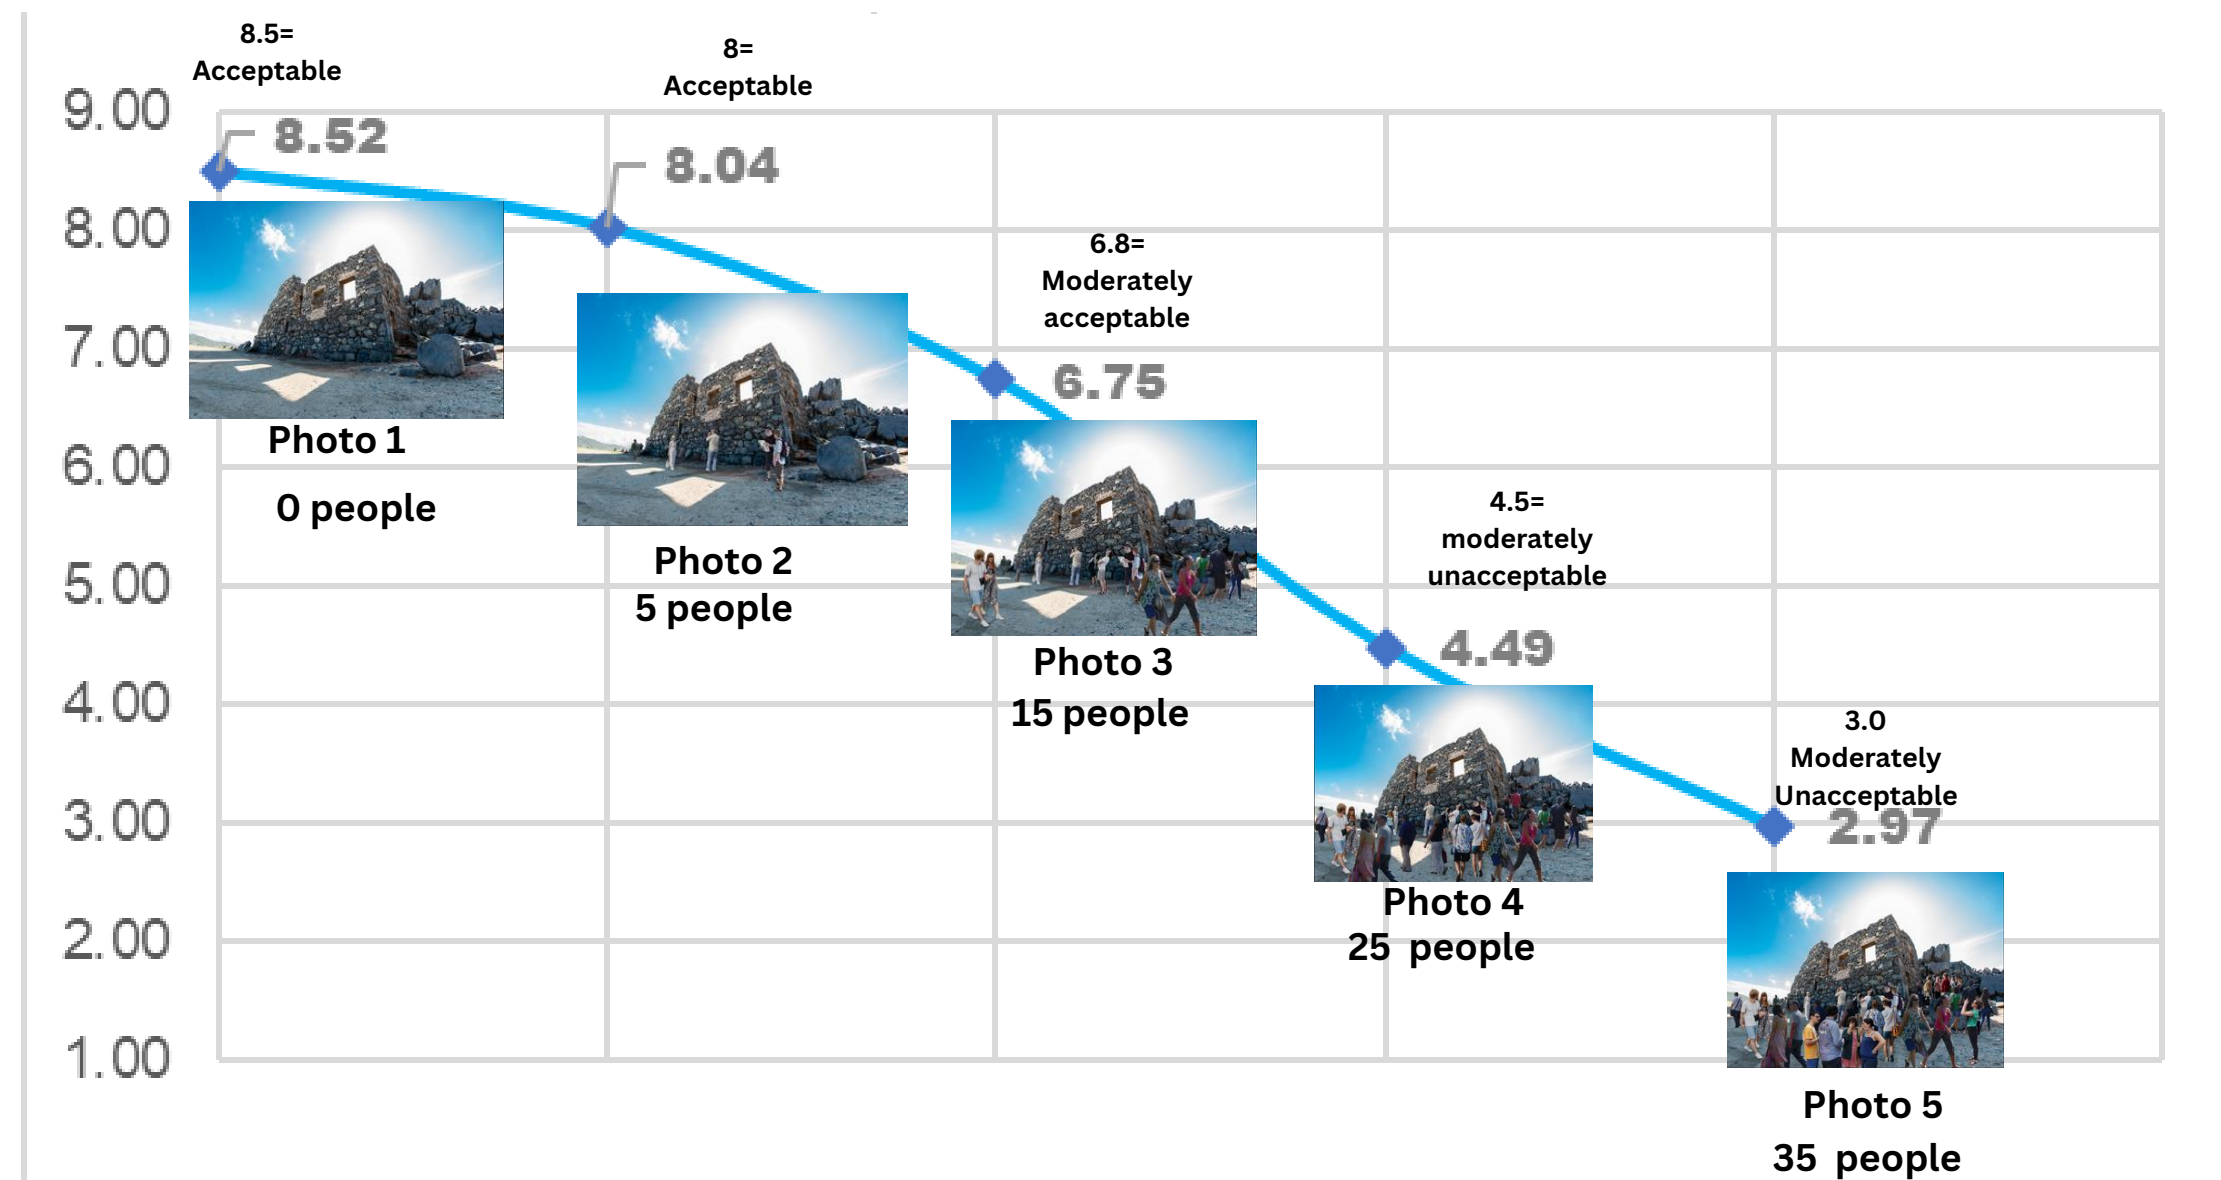 8.5=
Acceptable
8=
Acceptable
9.00
8.52
8.04
8.00
6.8=
Moderately
acceptable
7.00
6.75
Photo 1
6.00
0 people
4.5=
moderately
unacceptable
Photo 2
5.00
5 people
4.49
Photo 3
4.00
15 people
3.0
Moderately
Unacceptable
3.00
2.97
Photo 4
2.00
25  people
1.00
Photo 5
35  people